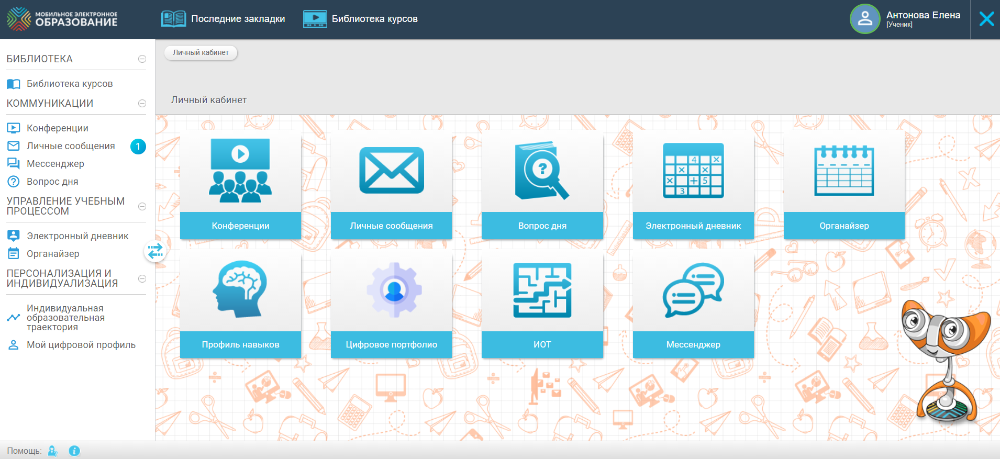 МОБИЛЬНОЕ ЭЛЕКТРОННОЕ
ОБРАЗОВАНИЕ
Последние закладки
Библиотека курсов
Антонова Елена
[Ученик]
БИБЛИОТЕКА
Библиотека курсов
КОММУНИКАЦИИ
Конференции
Личные сообщения
1
Мессенджер
Вопрос дня
УПРАВЛЕНИЕ УЧЕБНЫМ
ПРОЦЕССОМ
Электронный дневник
Органайзер
ПЕРСОНАЛИЗАЦИЯ И
ИНДИВИДУАЛИЗАЦИЯ
Индивидуальная
образовательная
траектория
Мой цифровой профиль
Личный кабинет
Личный кабинет
?
4
5
3
Конференции
Личные сообщения
Вопрос дня
Электронный дневник
Органайзер
Профиль навыков
Цифровое портфолио
ИОТ
Мессенджер
Помощь: